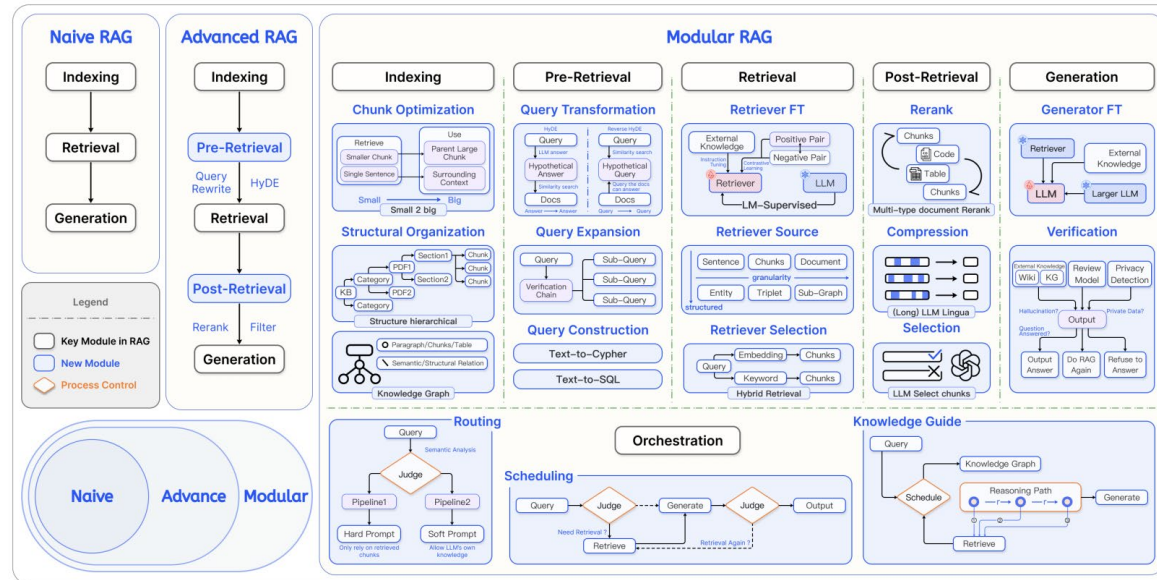 Naive RAG
Indexing
Retrieval
Generation
Legend
Key Module in RAG
New Module
Process Control
Advanced RAG
Indexing
Pre-Retrieval
Query
Rewrite
HyDE
Retrieval
Post-Retrieval
Rerank
Filter
Generation
Naive
Advance
Modular
Modular RAG
Indexing
Chunk Optimization
Retrieve
Smaller Chunk
Single Sentence
Use
Parent Large
Chunk
Surrounding
Context
Small
Big
Small 2 big
Structural Organization
KB
Category
Category
PDF1
PDF2
Section1
Section2
Chunk
Chunk
Chunk
Structure hierarchical
Paragraph/Chunks/Table
Semantic/Structural Relation
Knowledge Graph
Pre-Retrieval
Query Transformation
HyDE
Query
LLM answer
Hypothetical
Answer
Similarity search
Docs
Answer
Answer
Reverse HyDE
Query
Similarity search
Hypothetical
Query
Query the docs
can answer
Docs
Query
Query
Query Expansion
Query
Verification
Chain
Sub-Query
Sub-Query
Sub-Query
Query Construction
Text-to-Cypher
Text-to-SQL
Retrieval
Retriever FT
External
Knowledge
Positive Pair
Negative Pair
Instruction
Tuning
Contrastive
Learning
Retriever
LLM
LM-Supervised
Retriever Source
Sentence
Chunks
Document
granularity
Entity
Triplet
Sub-Graph
structured
Retriever Selection
Query
Embedding
Chunks
Keyword
Chunks
Hybrid Retrieval
Post-Retrieval
Rerank
Chunks
Code
Table
Chunks
Multi-type document Rerank
Compression
(Long) LLM Lingua
Selection
LLM Select chunks
Generation
Generator FT
Retriever
External
Knowledge
LLM
Larger LLM
Verification
External Knowledge
Wiki
KG
Review
Model
Privacy
Detection
Hallucination?
Output
Private Data?
Question
Answered?
Output
Answer
Do RAG
Again
Refuse to
Answer
Routing
Query
Semantic Analysis
Judge
Pipeline1
Pipeline2
Hard Prompt
Soft Prompt
Only rely on retrieved
chunks
Allow LLM's own
knowledge
Orchestration
Scheduling
Query
Judge
Generate
Judge
Output
Need Retrieval ?
Retrieve
Retrieval Again ?
Knowledge Guide
Query
Knowledge Graph
Schedule
Reasoning Path
r
r
Generate
Retrieve